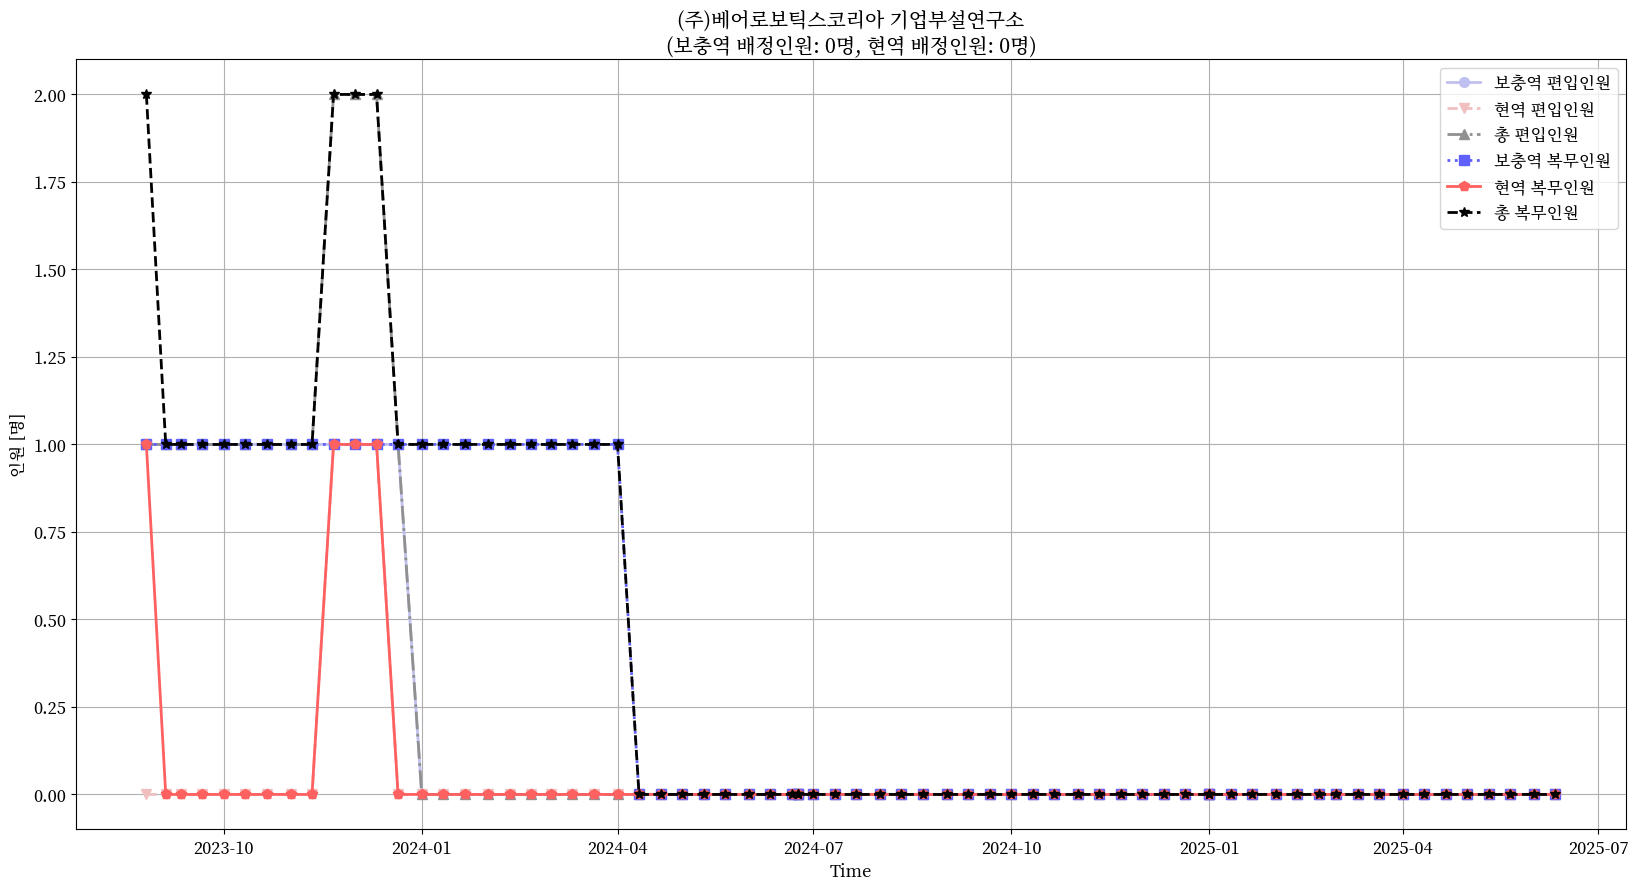 (주)베어로보틱스코리아 기업부설연구소
(보충역 배정인원: 0명, 현역 배정인원: 0명)
보충역 편입인원
현역 편입인원
총 편입인원
보충역 복무인원
현역 복무인원
총 복무인원
2.00
1.75
1.50
1.25
1.00
0.75
0.50
0.25
0.00
인원 [명]
2023-10
2024-01
2024-04
2024-07
2024-10
2025-01
2025-04
2025-07
Time